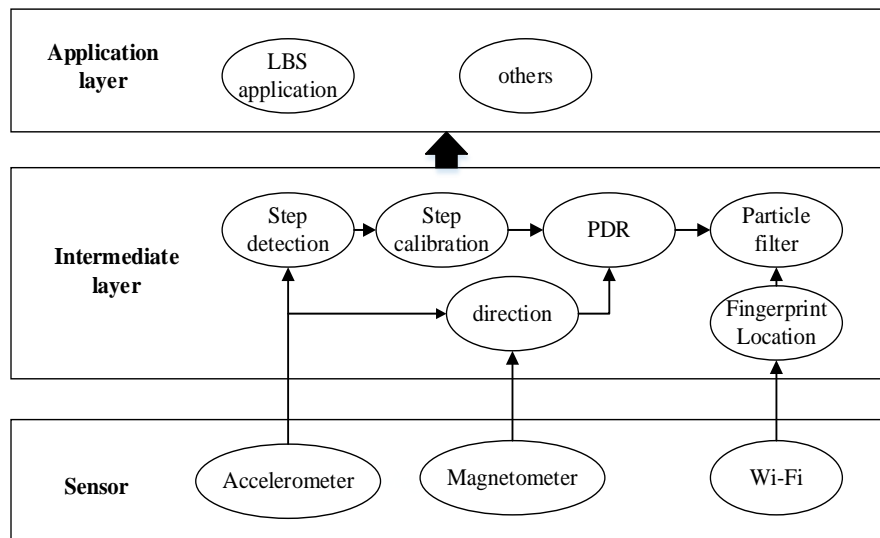 Application
layer
LBS
application
others
Intermediate
layer
Step
detection
Step
calibration
PDR
Particle
filter
direction
Fingerprint
Location
Sensor
Accelerometer
Magnetometer
Wi-Fi